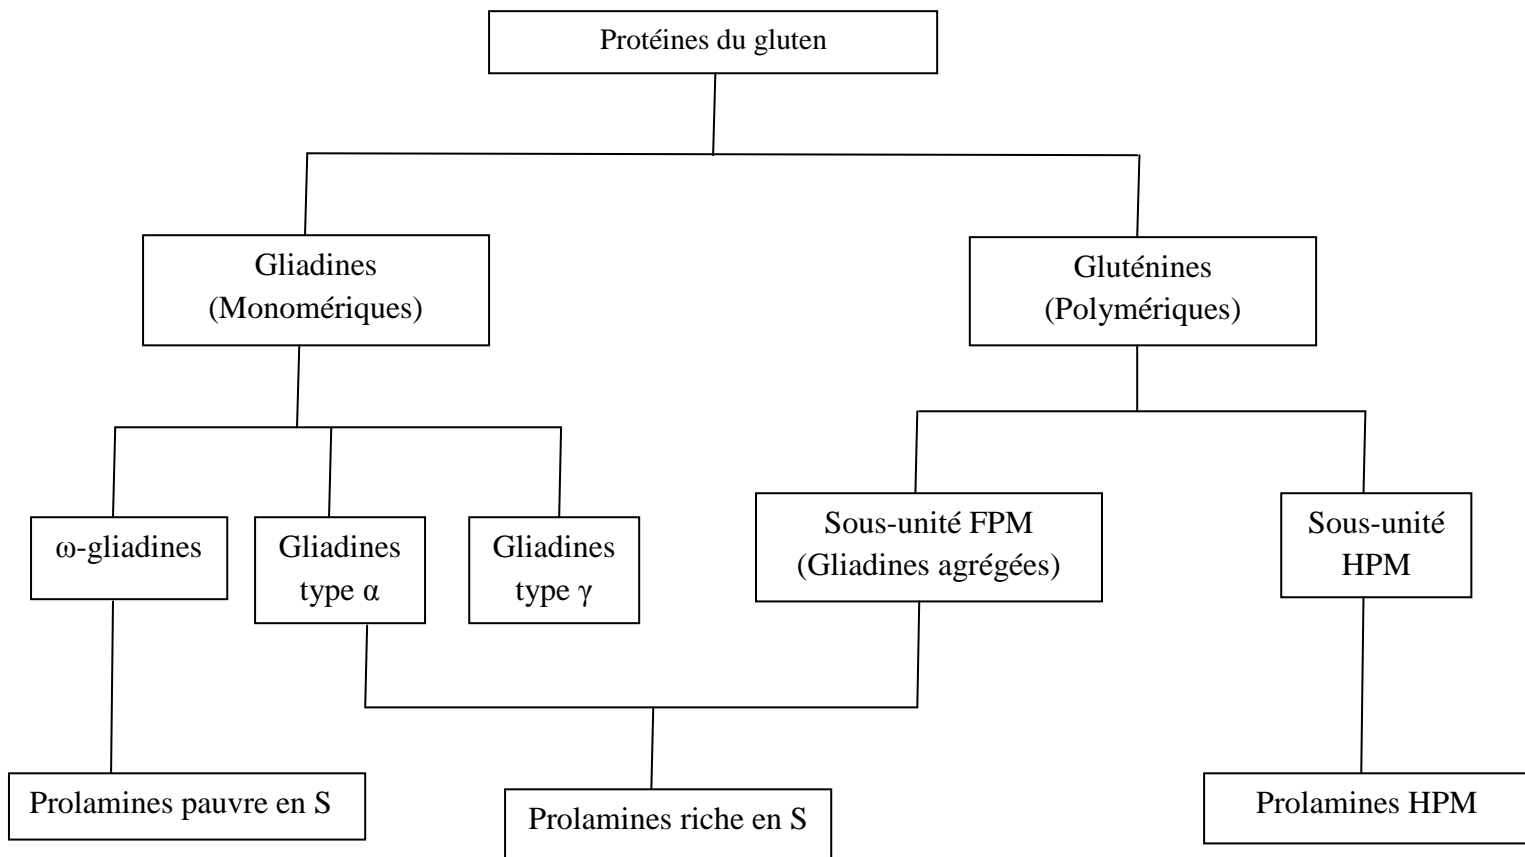 Protéines du gluten
Gliadines
(Monomériques)
Gluténines
(Polymériques)
ω-gliadines
Gliadines
type α
Gliadines
type γ
Sous-unité FPM
(Gliadines agrégées)
Sous-unité
HPM
Prolamines pauvre en S
Prolamines riche en S
Prolamines HPM